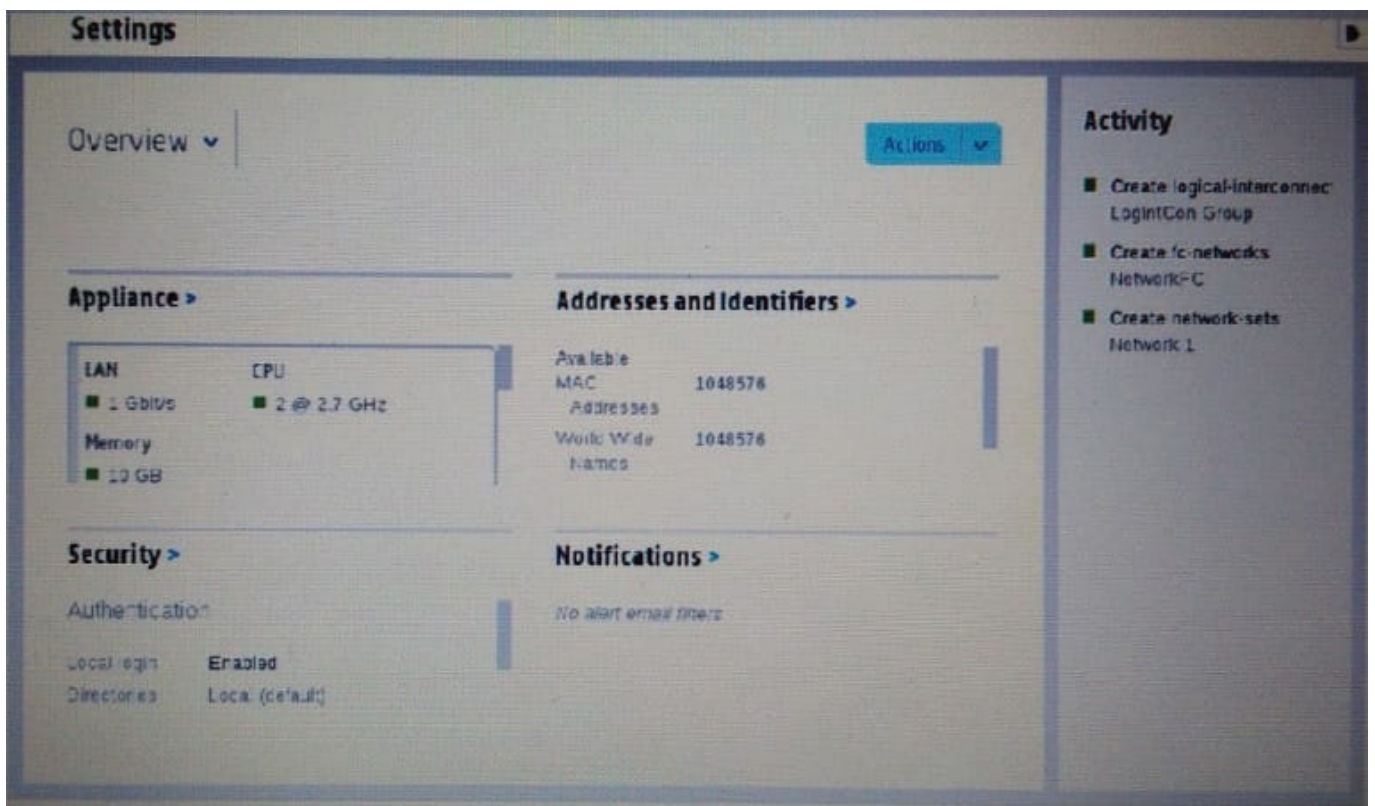 Settings
Overview
Actions
Appliance >
LAN
CPU
1 Gbit/s
2 @ 2.7 GHz
Memory
10 GB
Addresses and Identifiers >
Available
MAC
1048576
Addresses
World Wide
1048576
Names
Security >
Authentication
Local login
Enabled
Directories
Local (default)
Notifications >
No alert email filters
Activity
Create logical-interconnec
LogIntCon Group
Create fc-networks
NetworkFC
Create network-sets
Network 1